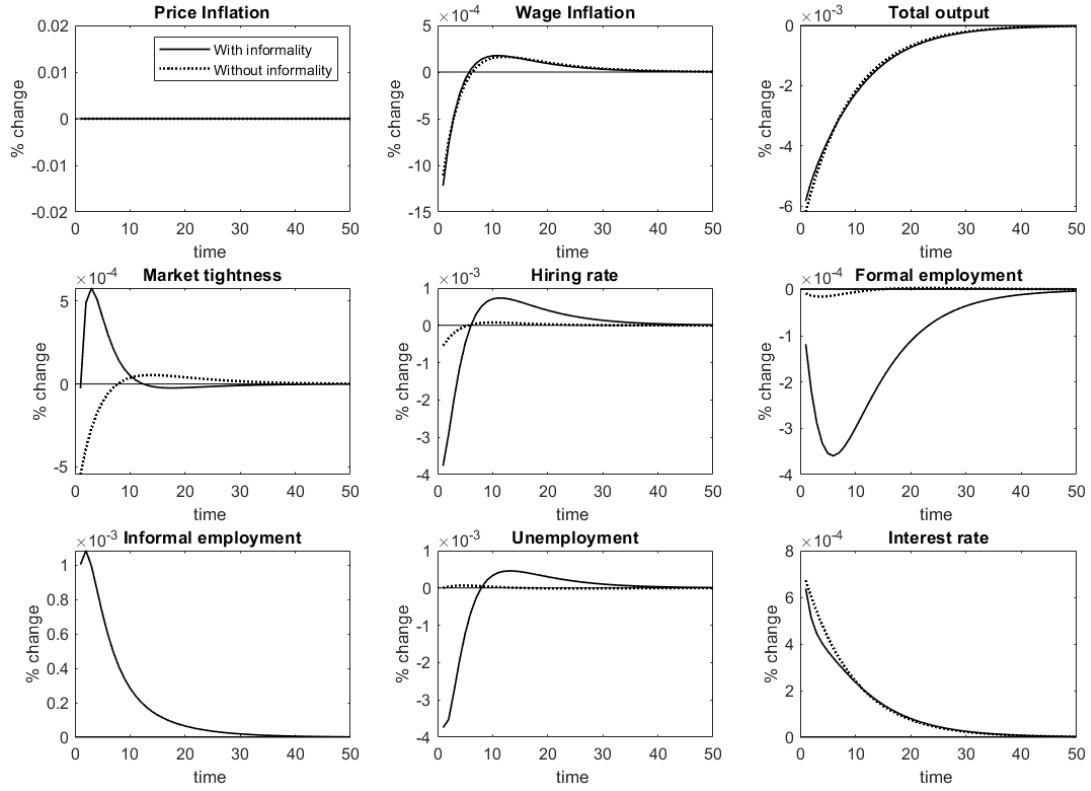 Price Inflation
0.02
0.01
0
-0.01
-0.02
% change
0 10 20 30 40 50
time
With informality
Without informality
Wage Inflation
×10⁻⁴
5
0
-5
-10
-15
% change
0 10 20 30 40 50
time
Total output
×10⁻³
0
-2
-4
-6
% change
0 10 20 30 40 50
time
Market tightness
×10⁻⁴
5
0
-5
% change
0 10 20 30 40 50
time
Hiring rate
×10⁻³
1
0
-1
-2
-3
-4
% change
0 10 20 30 40 50
time
Formal employment
×10⁻⁴
0
-1
-2
-3
-4
% change
0 10 20 30 40 50
time
Informal employment
×10⁻³
1
0.8
0.6
0.4
0.2
0
% change
0 10 20 30 40 50
time
Unemployment
×10⁻³
1
0
-1
-2
-3
-4
% change
0 10 20 30 40 50
time
Interest rate
×10⁻⁴
8
6
4
2
0
% change
0 10 20 30 40 50
time